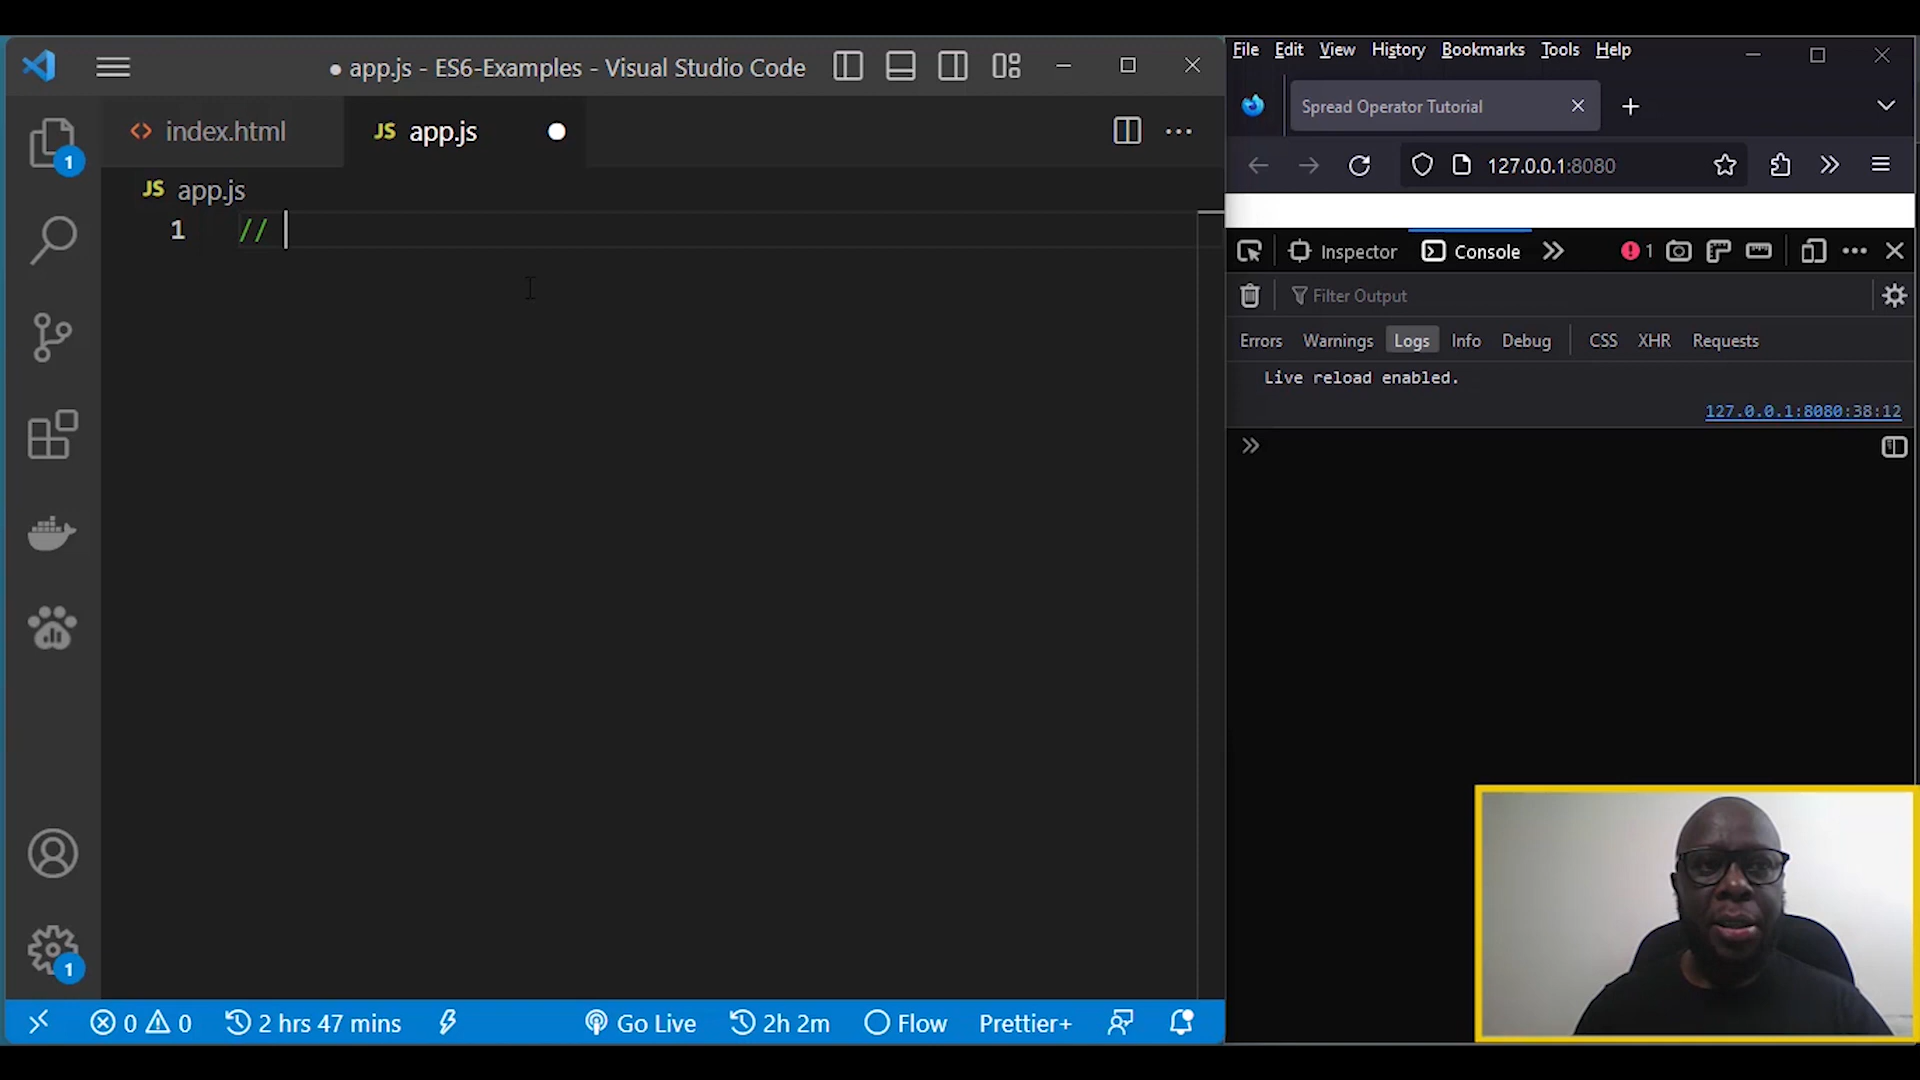 ● app.js - ES6-Examples - Visual Studio Code
index.html
JS app.js
JS app.js
1 //
1
1
0 0 2 hrs 47 mins Go Live 2h 2m Flow Prettier+
File Edit View History Bookmarks Tools Help
Spread Operator Tutorial
127.0.0.1:8080
Inspector Console 1
Filter Output
Errors Warnings Logs Info Debug CSS XHR Requests
Live reload enabled.
127.0.0.1:8080:38:12